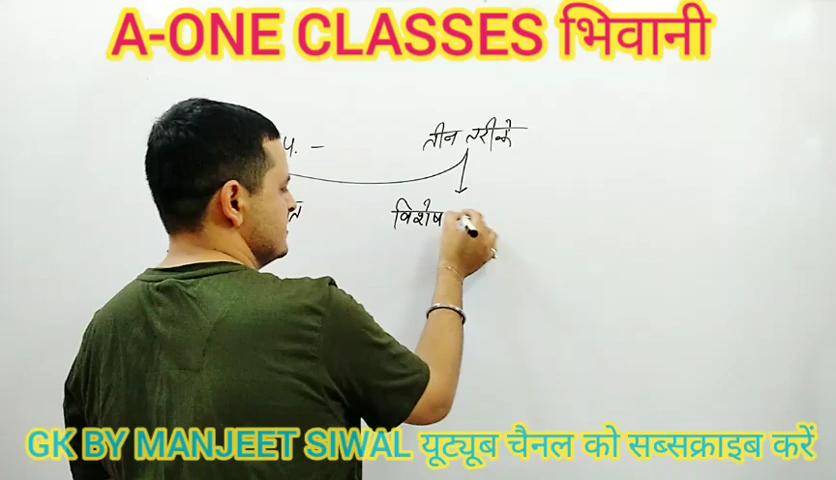 A-ONE CLASSES भिवानी
प. - तीन तरीके
विशेष
GK BY MANJEET SIWAL यूट्यूब चैनल को सब्सक्राइब करें